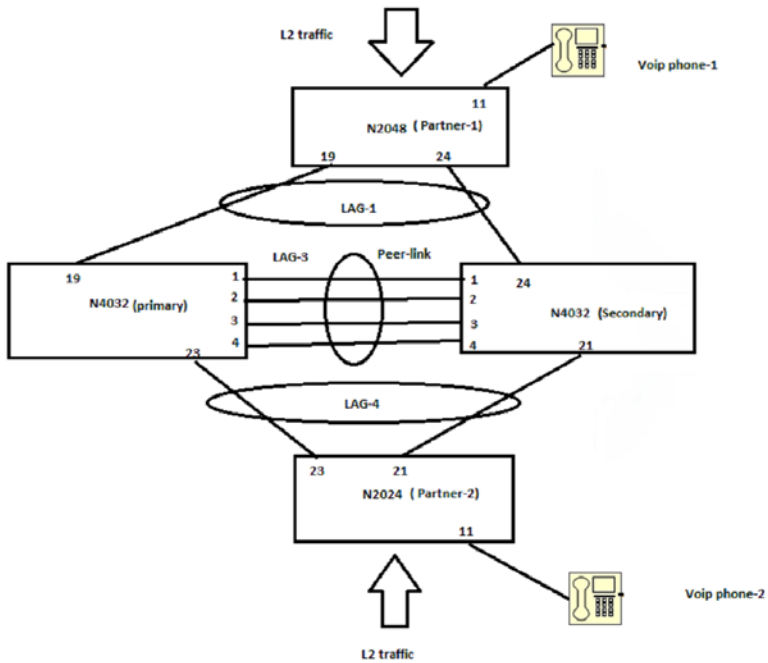 L2 traffic
Voip phone-1
11
N2048 ( Partner-1)
19 24
LAG-1
LAG-3 Peer-link
19
1 1
24
2 2
N4032 (primary)
N4032 (Secondary)
3 3
4 4
23 21
LAG-4
23 21
N2024 ( Partner-2)
11
Voip phone-2
L2 traffic